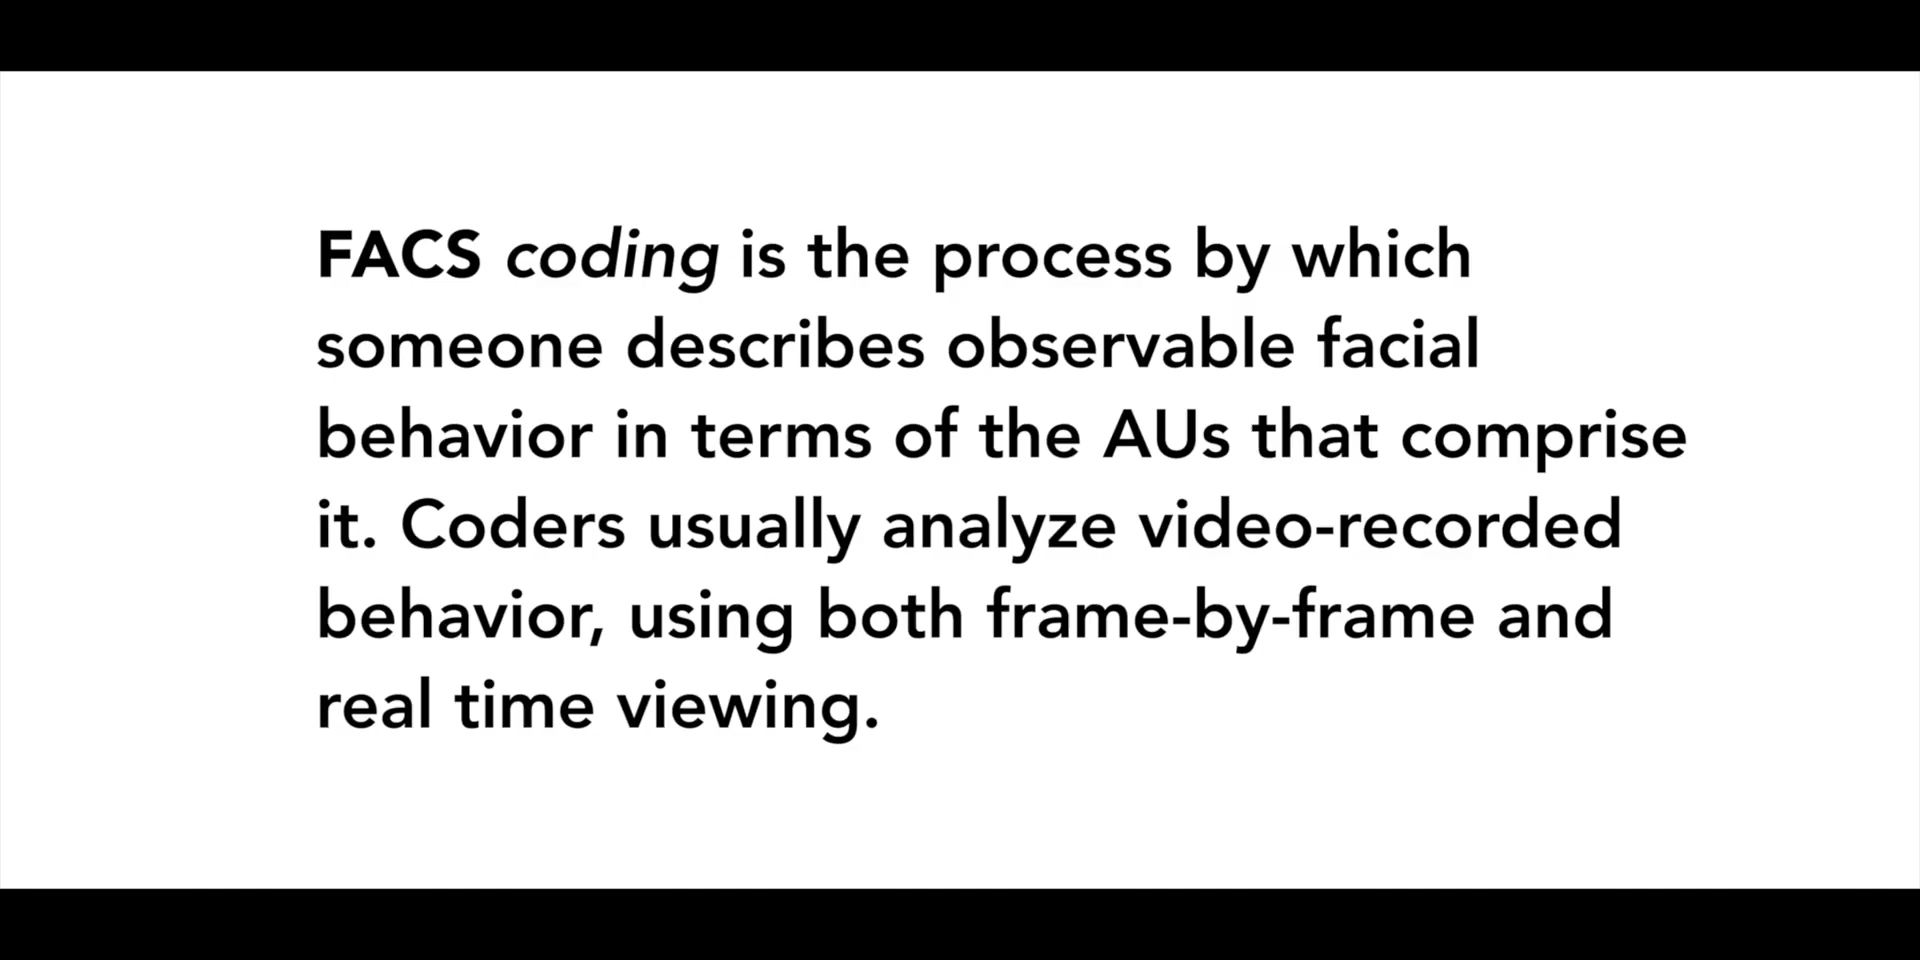 FACS coding is the process by which
someone describes observable facial
behavior in terms of the AUs that comprise
it. Coders usually analyze video-recorded
behavior, using both frame-by-frame and
real time viewing.